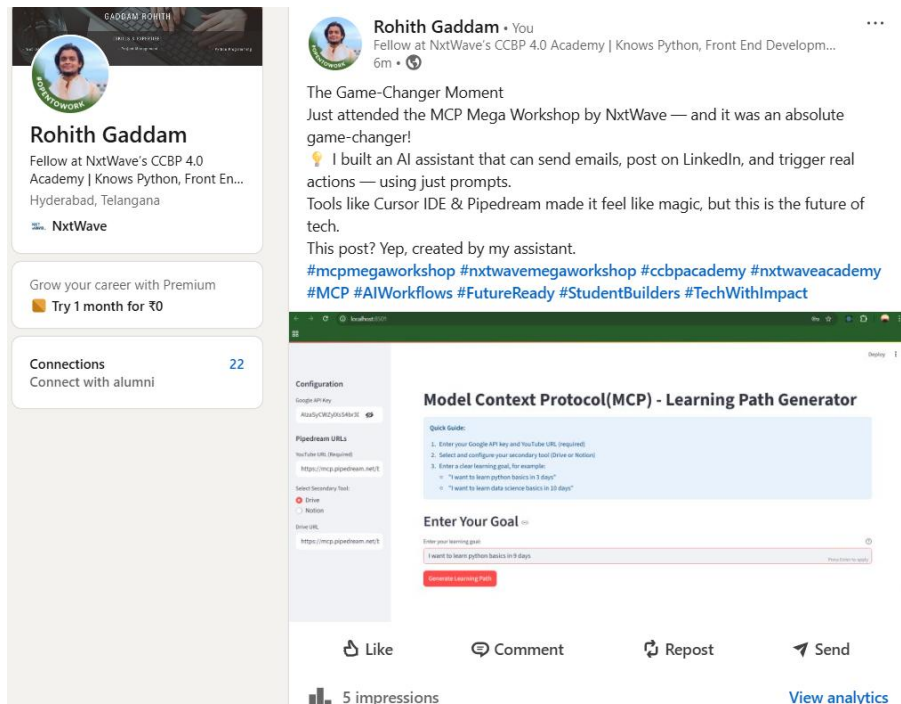 GADDAM ROHITH
SKILLS & EXPERTISE
#OPENTOWORK
Rohith Gaddam
Fellow at NxtWave's CCBP 4.0
Academy | Knows Python, Front En...
Hyderabad, Telangana
NxtWave
Grow your career with Premium
Try 1 month for ₹0
Connections 22
Connect with alumni
Rohith Gaddam • You
Fellow at NxtWave's CCBP 4.0 Academy | Knows Python, Front End Developm...
6m •
The Game-Changer Moment
Just attended the MCP Mega Workshop by NxtWave — and it was an absolute
game-changer!
💡 I built an AI assistant that can send emails, post on LinkedIn, and trigger real
actions — using just prompts.
Tools like Cursor IDE & Pipedream made it feel like magic, but this is the future of
tech.
This post? Yep, created by my assistant.
#mcpmegaworkshop #nxtwavemegaworkshop #ccbpacademy #nxtwaveacademy
#MCP #AIWorkflows #FutureReady #StudentBuilders #TechWithImpact
Deploy
Configuration
Google API Key
Pipedream URLs
YouTube URL (Required)
https://mcp.pipedream.net/t
Select Secondary Tool:
Drive
Notion
Drive URL
https://mcp.pipedream.net/t
Model Context Protocol(MCP) - Learning Path Generator
Quick Guide:
1. Enter your Google API key and YouTube URL (required)
2. Select and configure your secondary tool (Drive or Notion)
3. Enter a clear learning goal, for example:
"I want to learn python basics in 3 days"
"I want to learn data science basics in 10 days"
Enter Your Goal
Enter your learning goal:
I want to learn python basics in 9 days
Press Enter to apply
Generate Learning Path
Like Comment Repost Send
5 impressions View analytics